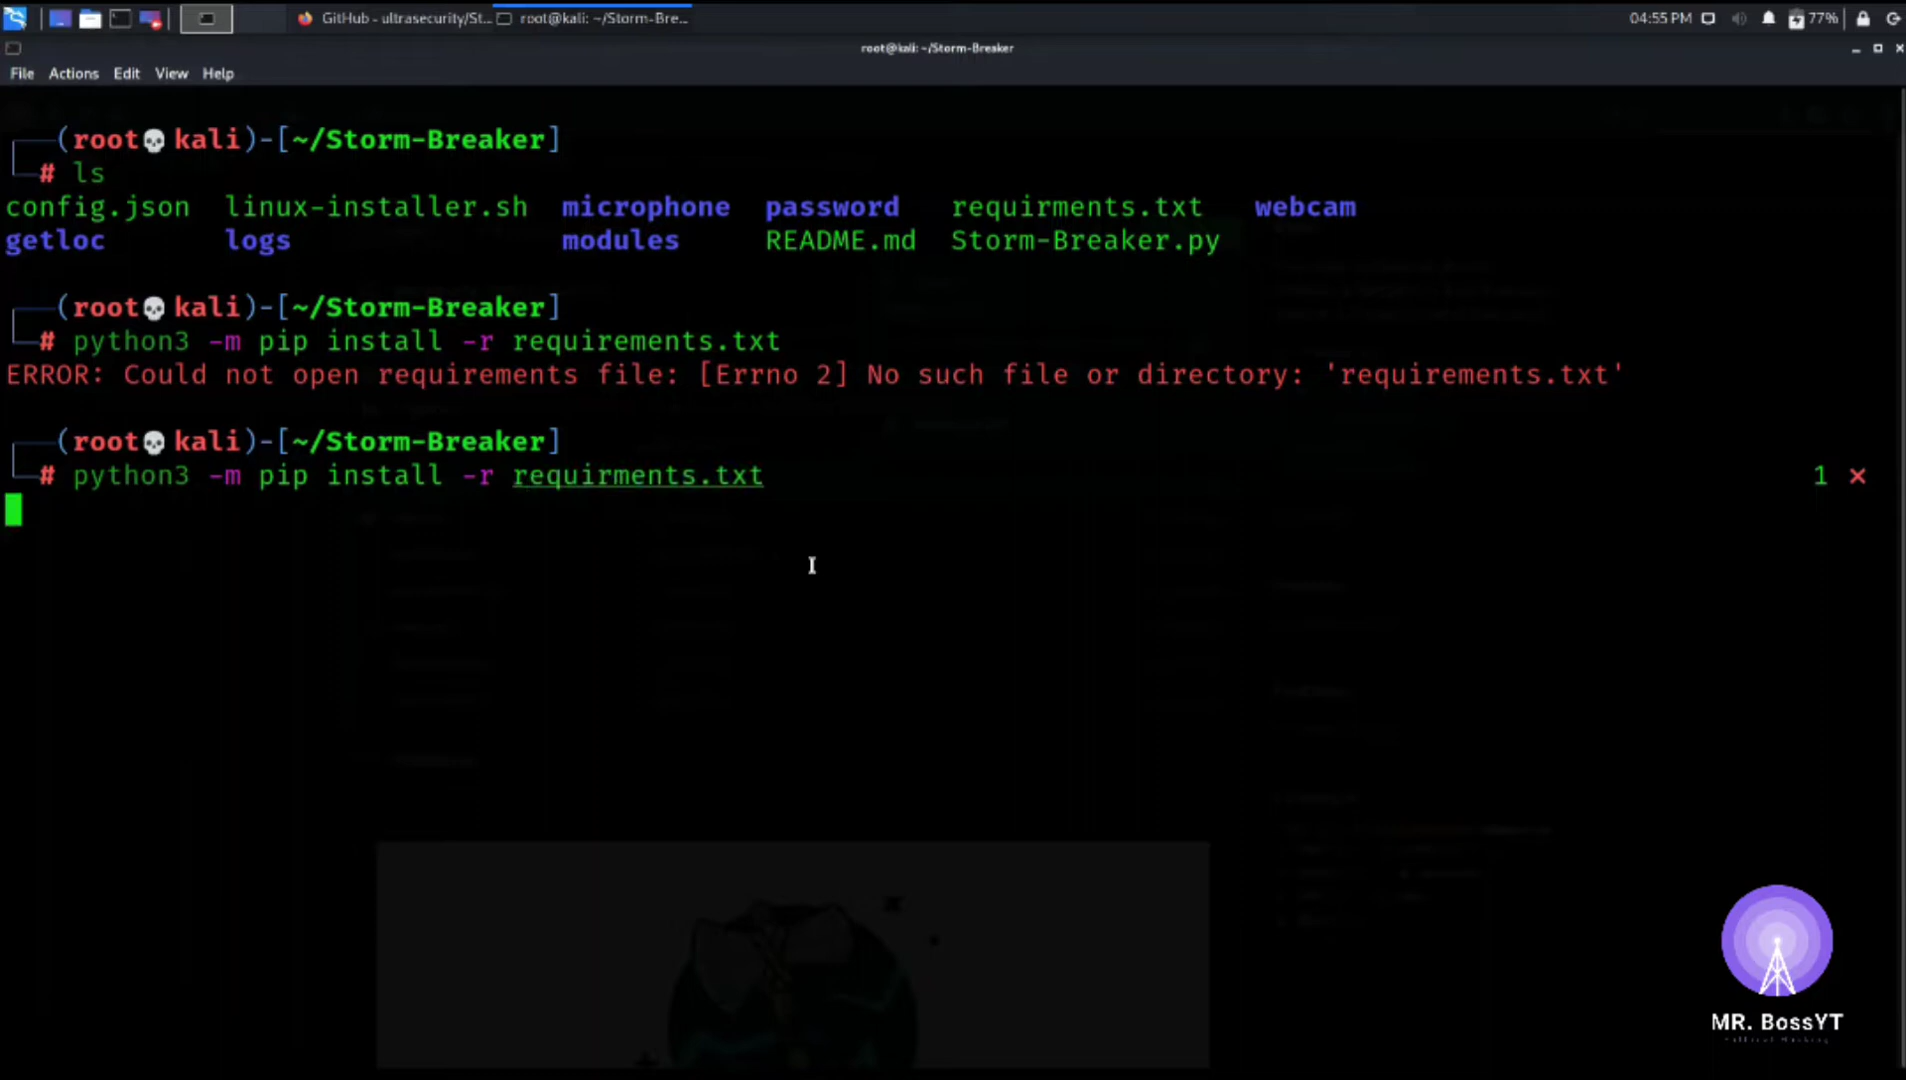 GitHub - ultrasecurity/St... root@kali: ~/Storm-Bre... 04:55 PM 77%
root@kali: ~/Storm-Breaker
File Actions Edit View Help
(root💀kali)-[~/Storm-Breaker]
# ls
config.json linux-installer.sh microphone password requirments.txt webcam
getloc logs modules README.md Storm-Breaker.py
(root💀kali)-[~/Storm-Breaker]
# python3 -m pip install -r requirements.txt
ERROR: Could not open requirements file: [Errno 2] No such file or directory: 'requirements.txt'
(root💀kali)-[~/Storm-Breaker]
# python3 -m pip install -r requirments.txt 1 ⨯
MR. BossYT